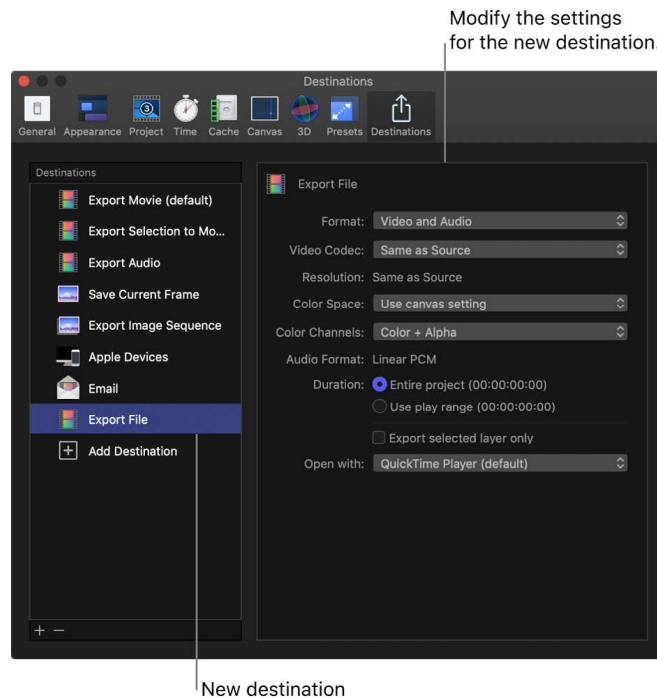 Modify the settings
for the new destination.
Destinations
General Appearance Project Time Cache Canvas 3D Presets Destinations
Destinations
Export Movie (default)
Export Selection to Mo...
Export Audio
Save Current Frame
Export Image Sequence
Apple Devices
Email
Export File
Add Destination
Export File
Format: Video and Audio
Video Codec: Same as Source
Resolution: Same as Source
Color Space: Use canvas setting
Color Channels: Color + Alpha
Audio Format: Linear PCM
Duration: Entire project (00:00:00:00)
Use play range (00:00:00:00)
Export selected layer only
Open with: QuickTime Player (default)
+ −
New destination